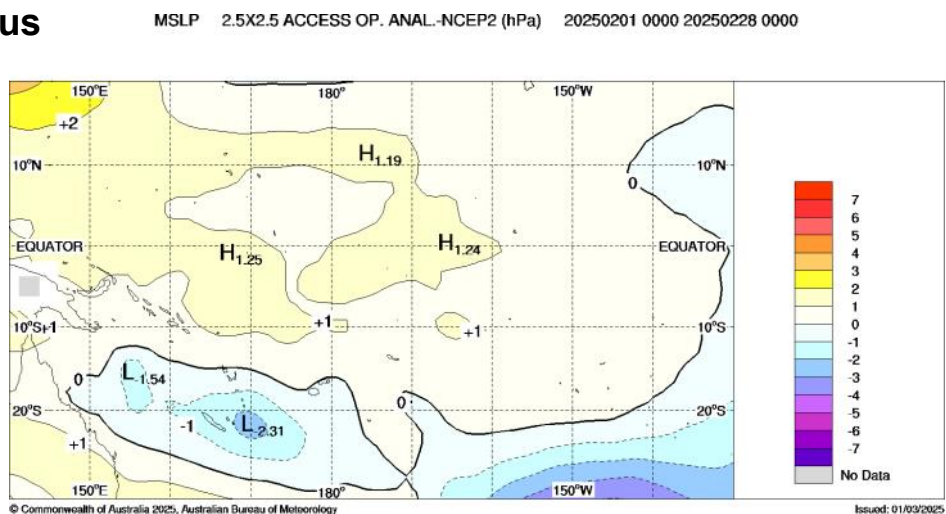 us
MSLP 2.5X2.5 ACCESS OP. ANAL.-NCEP2 (hPa) 20250201 0000 20250228 0000
150°E 180° 150°W
+2
10°N H1.19 10°N
0
EQUATOR H1.25 H1.24 EQUATOR
10°S +1 +1 +1 10°S
0 L-1.54
20°S 0 20°S
-1 L-2.31
+1
150°E 180° 150°W
7
6
5
4
3
2
1
0
-1
-2
-3
-4
-5
-6
-7
No Data
© Commonwealth of Australia 2025, Australian Bureau of Meteorology Issued: 01/03/2025